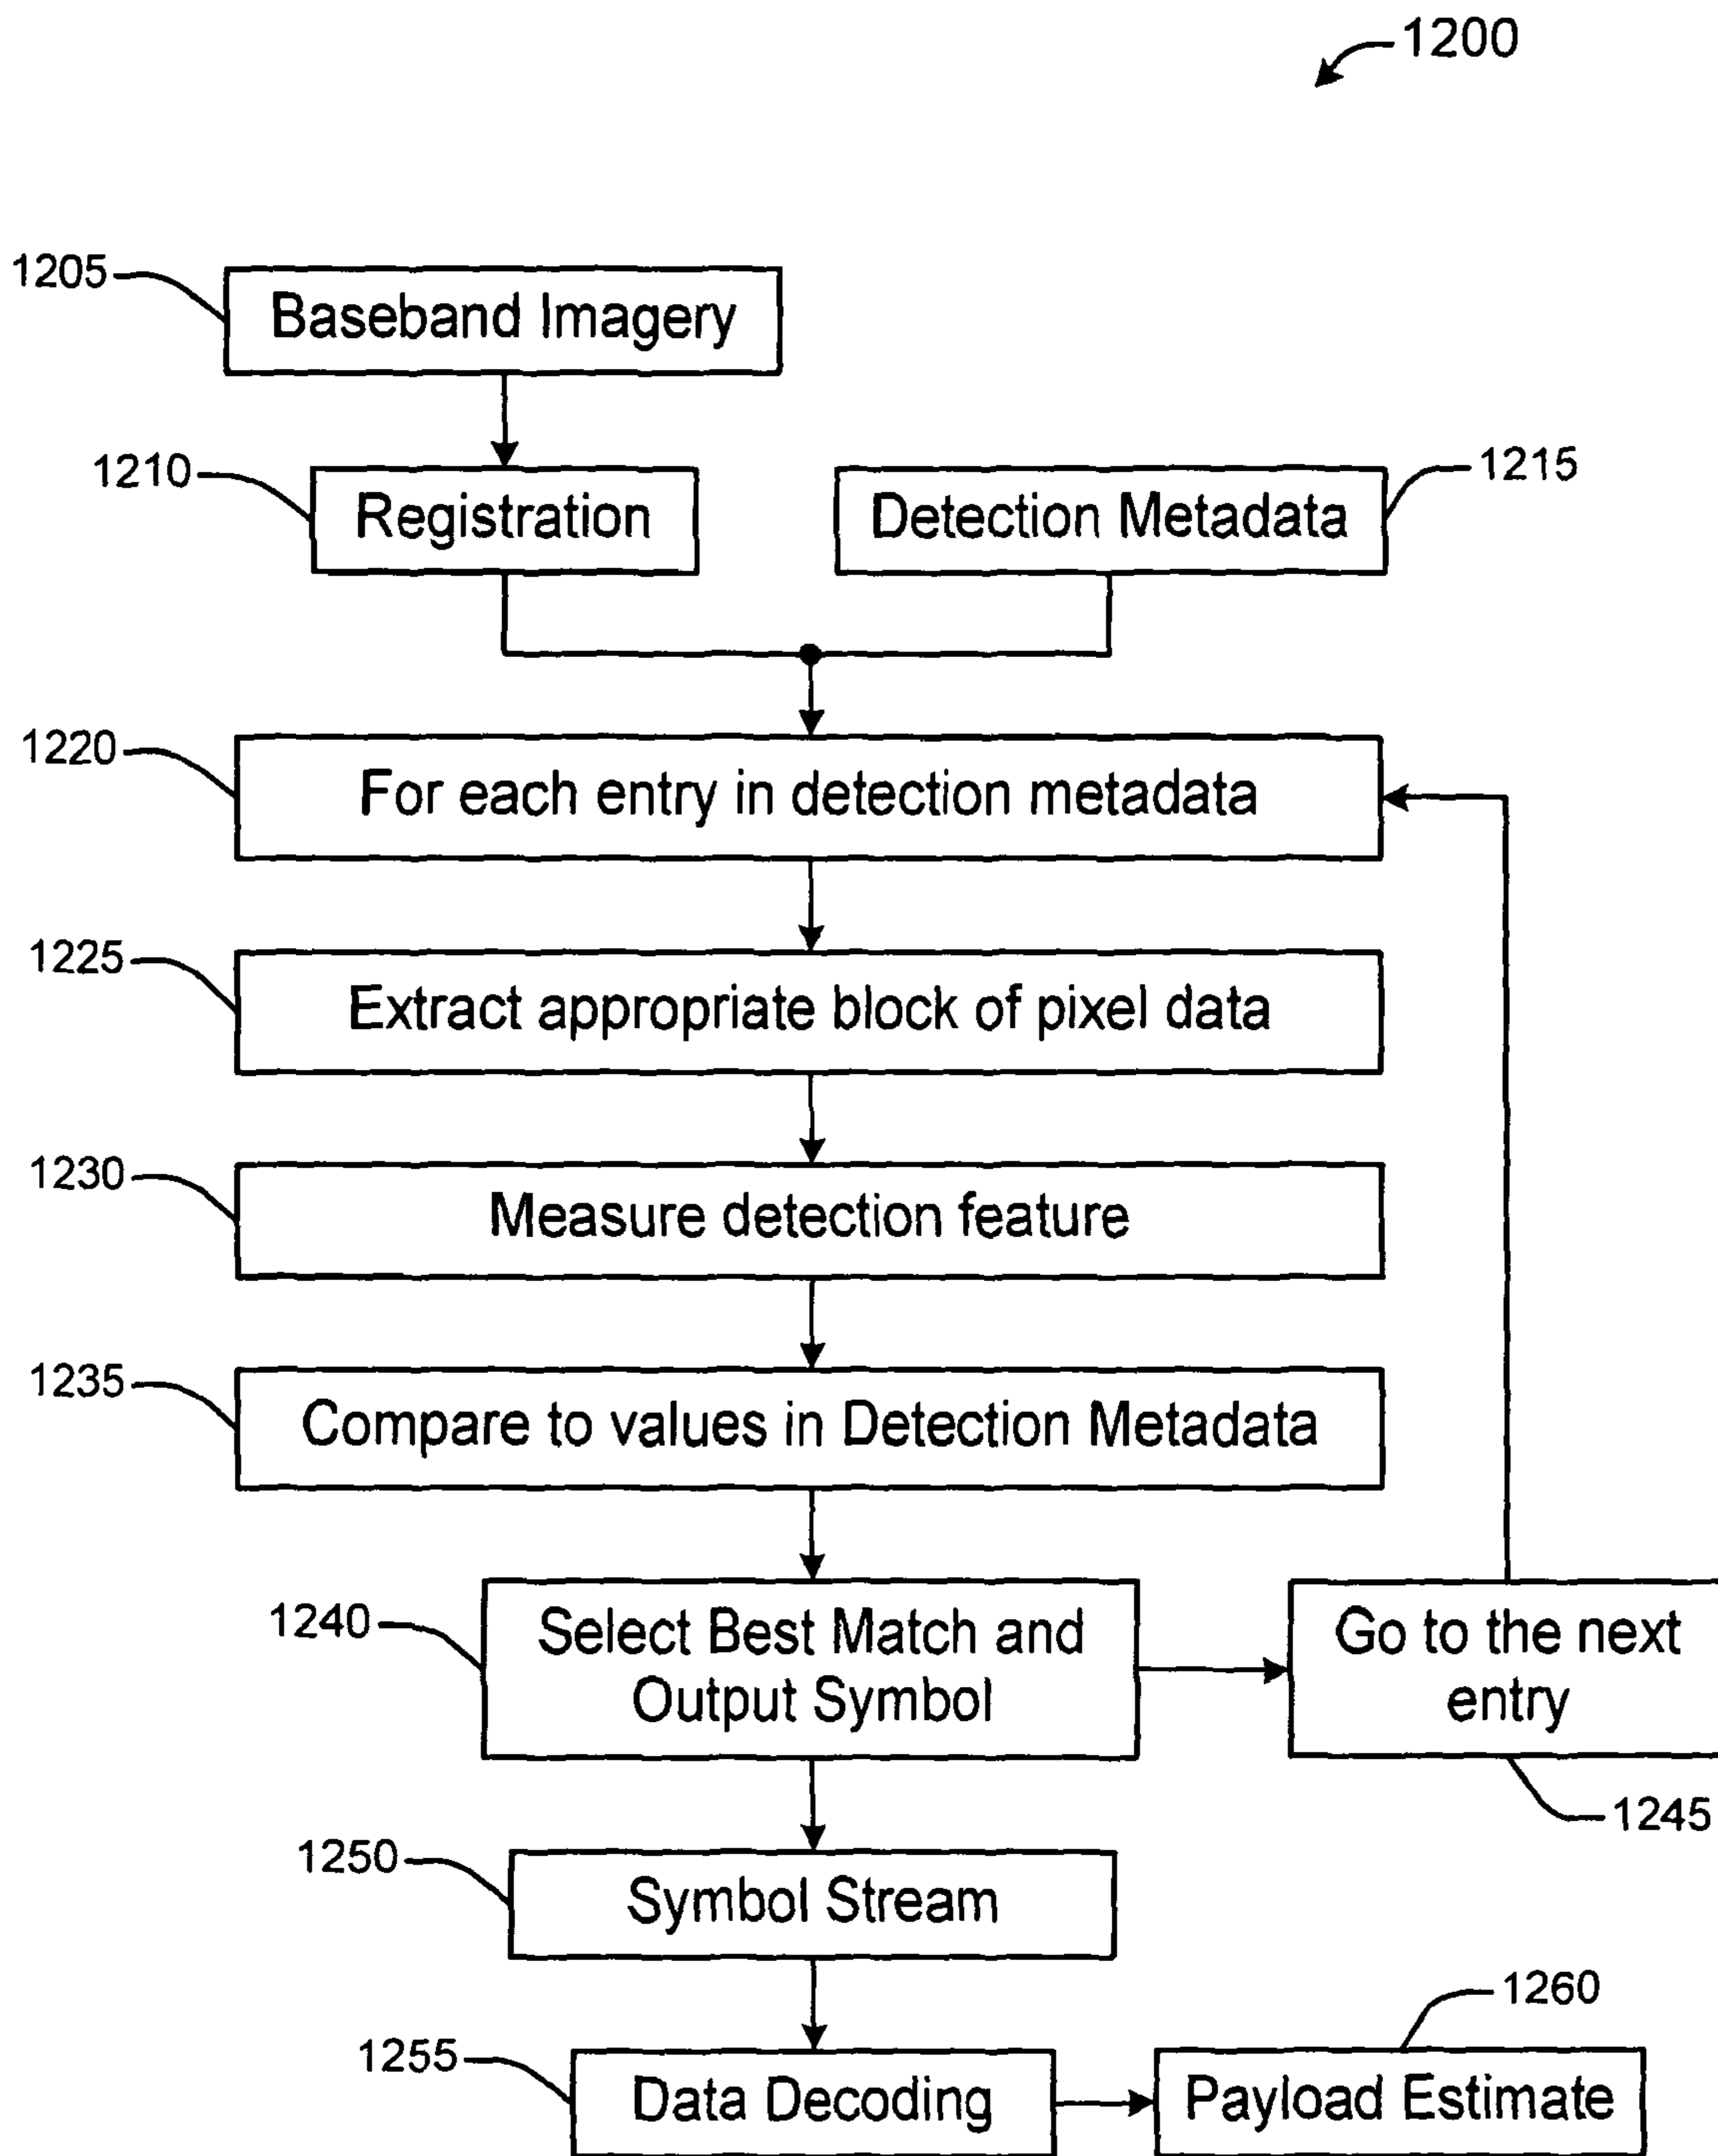 1200
1205
Baseband Imagery
1210
Registration
1215
Detection Metadata
1220
For each entry in detection metadata
1225
Extract appropriate block of pixel data
1230
Measure detection feature
1235
Compare to values in Detection Metadata
1240
Select Best Match and
Output Symbol
Go to the next
entry
1245
1250
Symbol Stream
1255
Data Decoding
1260
Payload Estimate